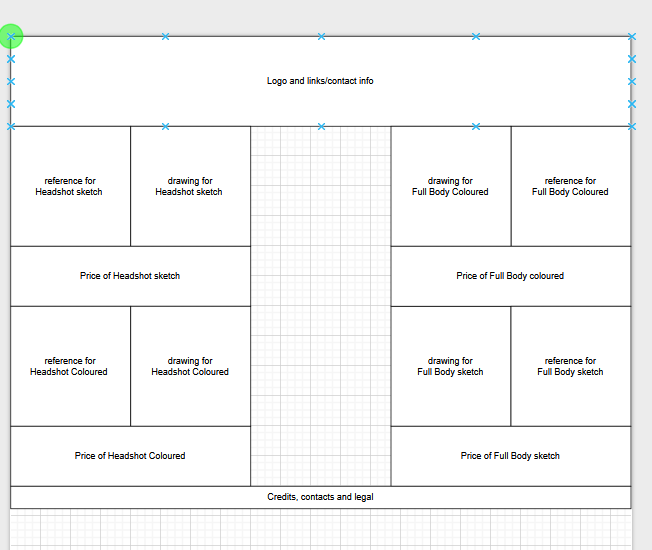 Logo and links/contact info
reference for
Headshot sketch
drawing for
Headshot sketch
drawing for
Full Body Coloured
reference for
Full Body Coloured
Price of Headshot sketch
Price of Full Body coloured
reference for
Headshot Coloured
drawing for
Headshot Coloured
drawing for
Full Body sketch
reference for
Full Body sketch
Price of Headshot Coloured
Price of Full Body sketch
Credits, contacts and legal